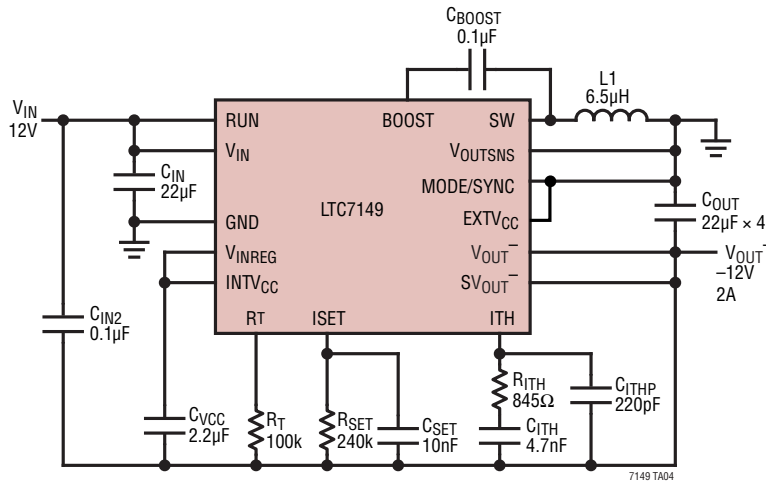 CBOOST
0.1µF
L1
6.5µH
VIN
12V
RUN
BOOST
SW
VIN
VOUTSNS
CIN
22µF
MODE/SYNC
LTC7149
EXTVCC
COUT
22µF × 4
GND
VINREG
VOUT–
VOUT–
–12V
2A
INTVCC
SVOUT–
CIN2
0.1µF
RT
ISET
ITH
RITH
845Ω
CITHP
220pF
CVCC
2.2µF
RT
100k
RSET
240k
CSET
10nF
CITH
4.7nF
7149 TA04